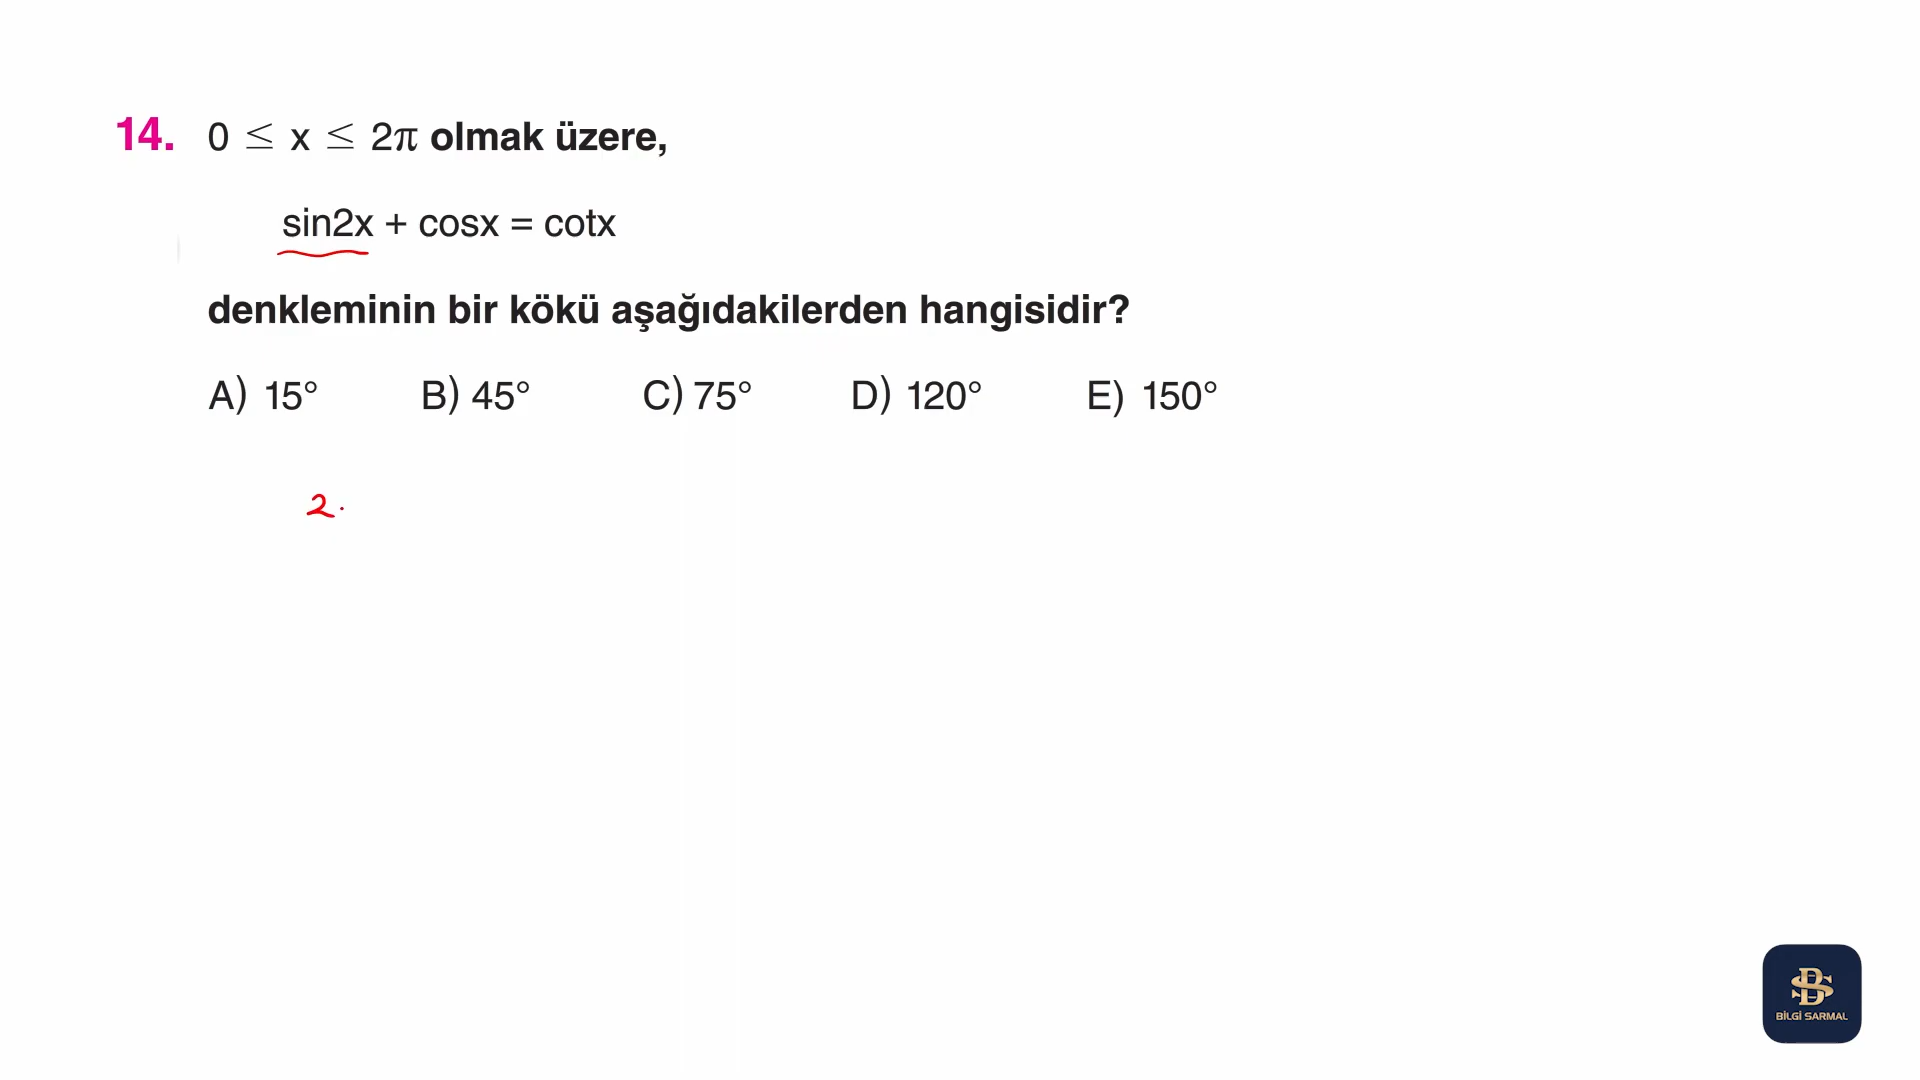 14. 0 ≤ x ≤ 2π olmak üzere,
sin2x + cosx = cotx
denkleminin bir kökü aşağıdakilerden hangisidir?
A) 15° B) 45° C) 75° D) 120° E) 150°
2.
BS
BİLGİ SARMAL